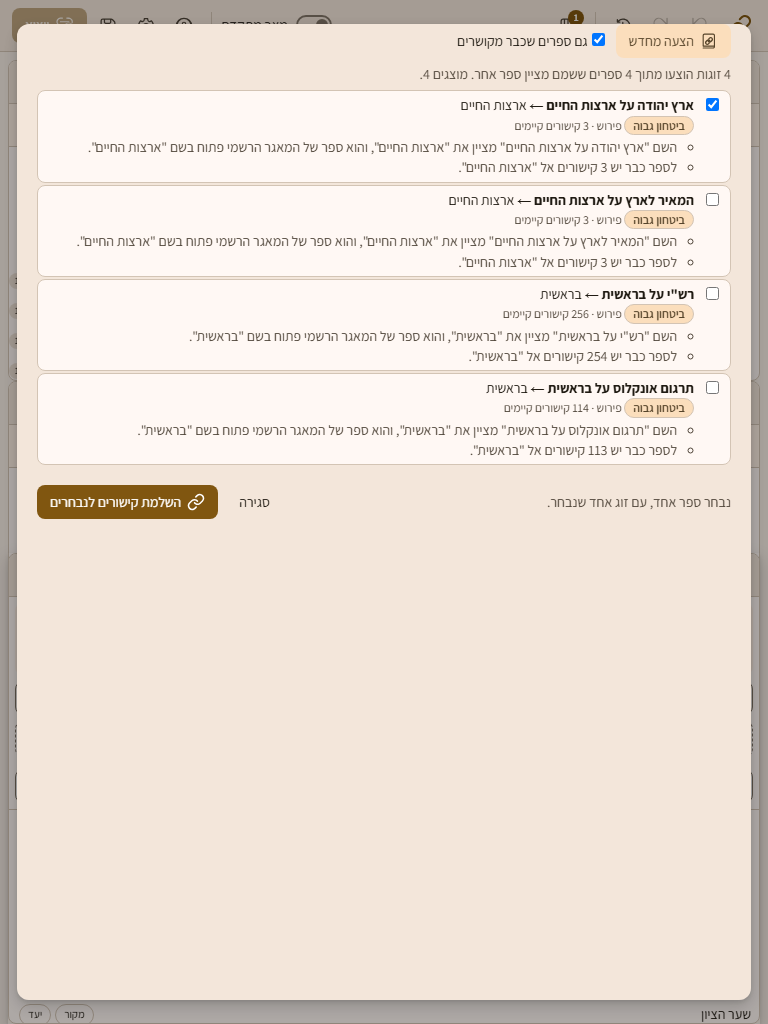 1
הצעה מחדש
גם ספרים שכבר מקושרים
4 זוגות הוצעו מתוך 4 ספרים ששמם מציין ספר אחר. מוצגים 4.
ארץ יהודה על ארצות החיים ← ארצות החיים
ביטחון גבוה פירוש · 3 קישורים קיימים
השם "ארץ יהודה על ארצות החיים" מציין את "ארצות החיים", והוא ספר של המאגר הרשמי פתוח בשם "ארצות החיים".
לספר כבר יש 3 קישורים אל "ארצות החיים".
המאיר לארץ על ארצות החיים ← ארצות החיים
ביטחון גבוה פירוש · 3 קישורים קיימים
השם "המאיר לארץ על ארצות החיים" מציין את "ארצות החיים", והוא ספר של המאגר הרשמי פתוח בשם "ארצות החיים".
לספר כבר יש 3 קישורים אל "ארצות החיים".
רש"י על בראשית ← בראשית
ביטחון גבוה פירוש · 256 קישורים קיימים
השם "רש"י על בראשית" מציין את "בראשית", והוא ספר של המאגר הרשמי פתוח בשם "בראשית".
לספר כבר יש 254 קישורים אל "בראשית".
תרגום אונקלוס על בראשית ← בראשית
ביטחון גבוה פירוש · 114 קישורים קיימים
השם "תרגום אונקלוס על בראשית" מציין את "בראשית", והוא ספר של המאגר הרשמי פתוח בשם "בראשית".
לספר כבר יש 113 קישורים אל "בראשית".
נבחר ספר אחד, עם זוג אחד שנבחר.
סגירה
השלמת קישורים לנבחרים
שער הציון
מקור
יעד